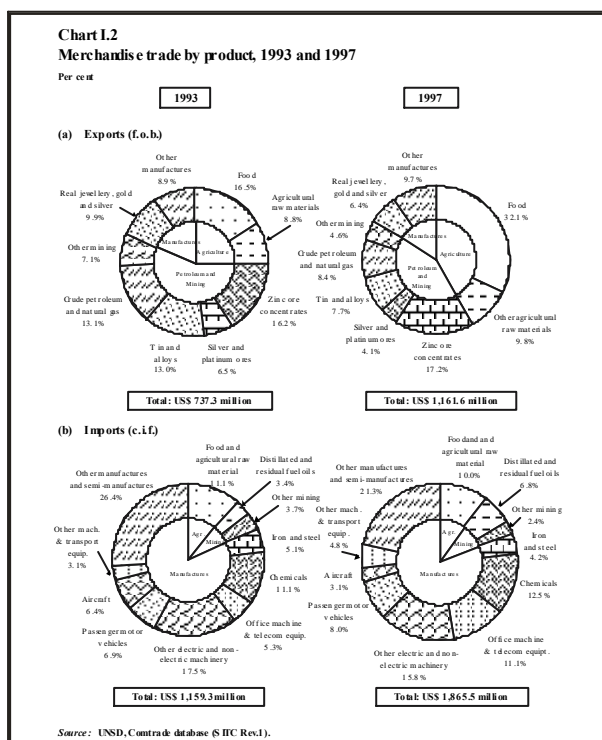 Chart I.2
Merchandise trade by product, 1993 and 1997
Per cent
1993
1997
(a) Exports (f.o.b.)
Other
manufactures
8.9%
Food
16.5%
Real jewellery, gold
and silver
9.9%
Agricultural
raw materials
8.8%
Other mining
7.1%
Manufactures
Agriculture
Petroleum and
Mining
Crude petroleum
and natural gas
13.1%
Zinc ore
concentrates
16.2%
Tin and
alloys
13.0%
Silver and
platinum ores
6.5%
Total: US$ 737.3 million
Other
manufactures
9.7%
Real jewellery,
gold and silver
6.4%
Food
32.1%
Other mining
4.6%
Manufactures
Agriculture
Petroleum
and
Mining
Crude petroleum
and natural gas
8.4%
Tin and alloys
7.7%
Silver and
platinum ores
4.1%
Zinc ore
concentrates
17.2%
Other agricultural
raw materials
9.8%
Total: US$ 1,161.6 million
(b) Imports (c.i.f.)
Food and
agricultural raw
material
11.1%
Distillated and
residual fuel oils
3.4%
Other manufactures
and semi-manufactures
26.4%
Other mining
3.7%
Other mach.
& transport
equip.
3.1%
Agr.
Mining
Manufactures
Iron and steel
5.1%
Chemicals
11.1%
Aircraft
6.4%
Passenger motor
vehicles
6.9%
Other electric and non-
electric machinery
17.5%
Office machine
& telecom equip.
5.3%
Total: US$ 1,159.3 million
Food and and
agricultural raw
material
10.0%
Distillated and
residual fuel oils
6.8%
Other manufactures
and semi-manufactures
21.3%
Other mining
2.4%
Other mach.
& transport
equip.
4.8%
Agr.
Mining
Manufactures
Iron
and steel
4.2%
Aircraft
3.1%
Chemicals
12.5%
Passenger motor
vehicles
8.0%
Other electric and non-
electric machinery
15.8%
Office machine
& telecom equipt.
11.1%
Total: US$ 1,865.5 million
Source: UNSD, Comtrade database (SITC Rev.1).